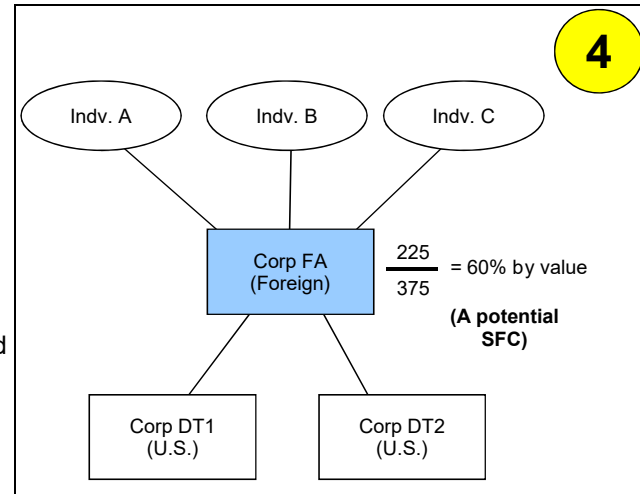 4
Indv. A
Indv. B
Indv. C
Corp FA
(Foreign)
225
375
= 60% by value
(A potential
SFC)
d
Corp DT1
(U.S.)
Corp DT2
(U.S.)